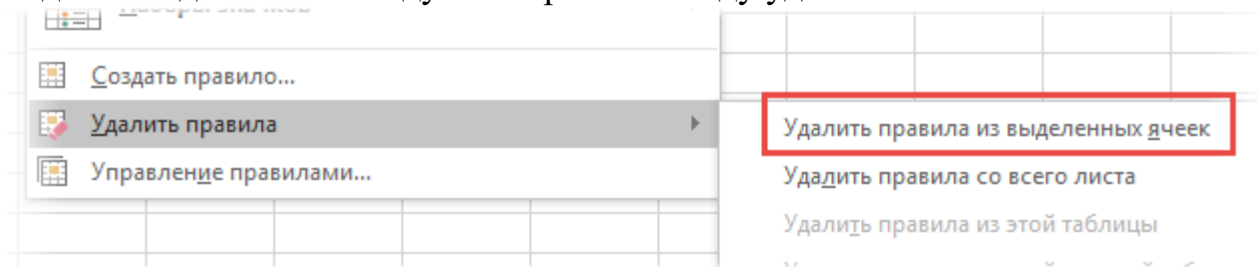 Создать правило...
Удалить правила
Управление правилами...
Удалить правила из выделенных ячеек
Удалить правила со всего листа
Удалить правила из этой таблицы